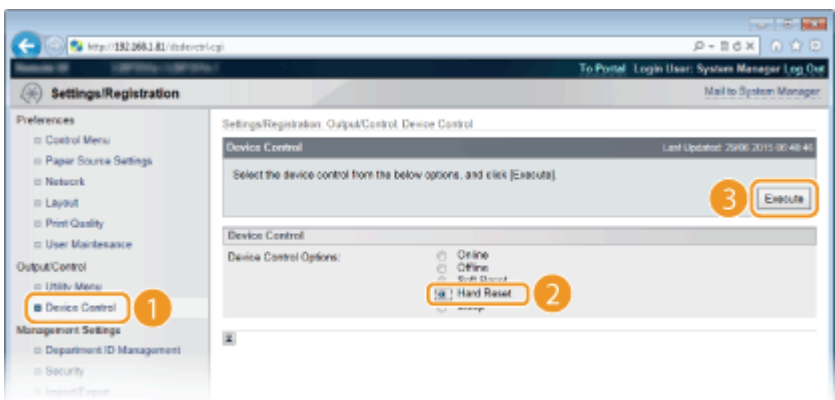 http://192.168.1.81/dederctrl.cgi
To Portal Login User: System Manager Log Out
Settings/Registration
Mail to System Manager
Preferences
Control Menu
Paper Source Settings
Network
Layout
Print Quality
User Maintenance
Output/Control
Utility Menu
Device Control
Management Settings
Department ID Management
Security
Import/Export
Settings/Registration: Output/Control: Device Control
Device Control
Last Updated: 29/06 2015 06:48:46
Select the device control from the below options, and click [Execute].
Execute
Device Control
Device Control Options:
Online
Offline
Soft Reset
Hard Reset
Sleep
1
2
3